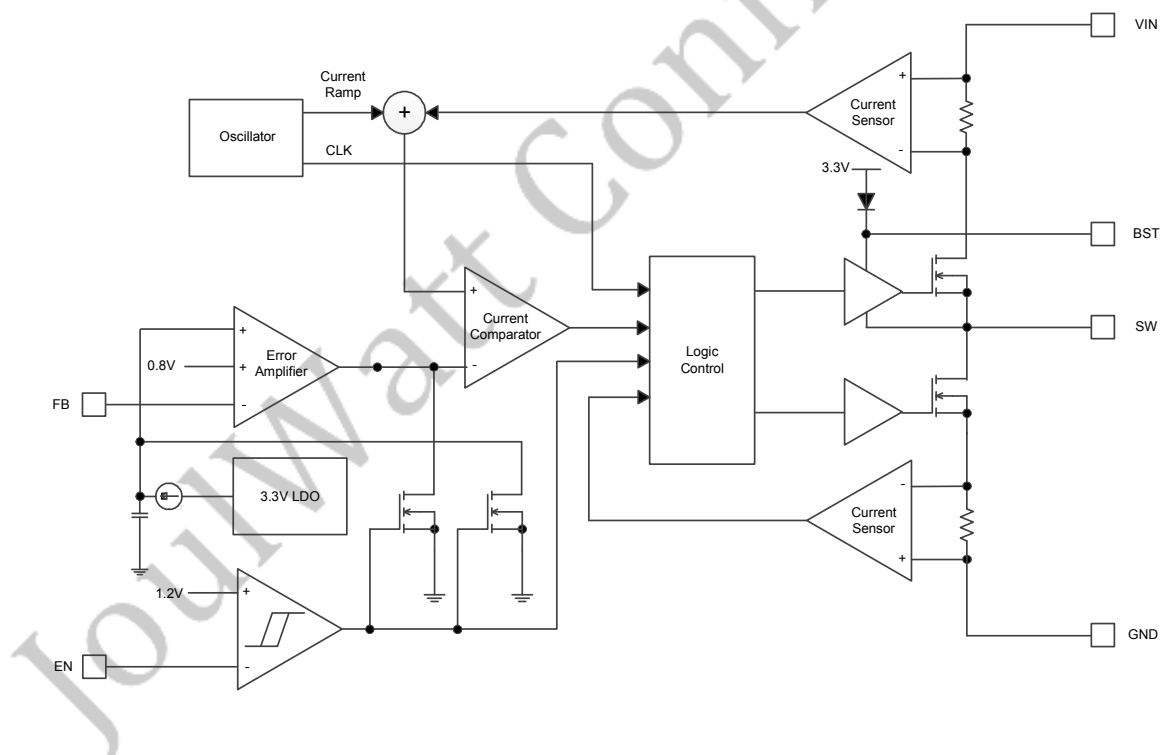 VIN
Current
Ramp
+
Current
Sensor
+
-
Oscillator
CLK
3.3V
BST
+
Current
Comparator
-
SW
Logic
Control
+
Error
Amplifier
0.8V
+
FB
-
3.3V LDO
-
Current
Sensor
+
1.2V
+
GND
EN
-
JoulWatt Confi